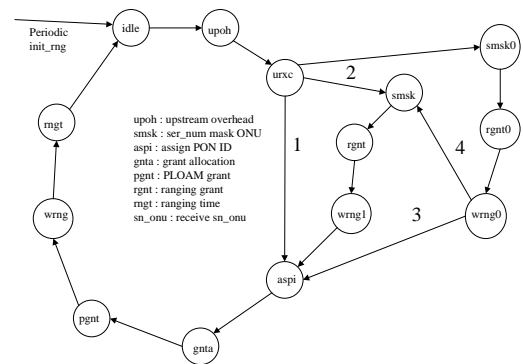 Periodic
init_rng
idle
upoh
urxc
smsk0
2
smsk
rngt
upoh : upstream overhead
smsk : ser_num mask ONU
aspi : assign PON ID
gnta : grant allocation
pgnt : PLOAM grant
rgnt : ranging grant
rngt : ranging time
sn_onu : receive sn_onu
1
rgnt
4
rgnt0
wrng
wrng1
3
wrng0
aspi
pgnt
gnta